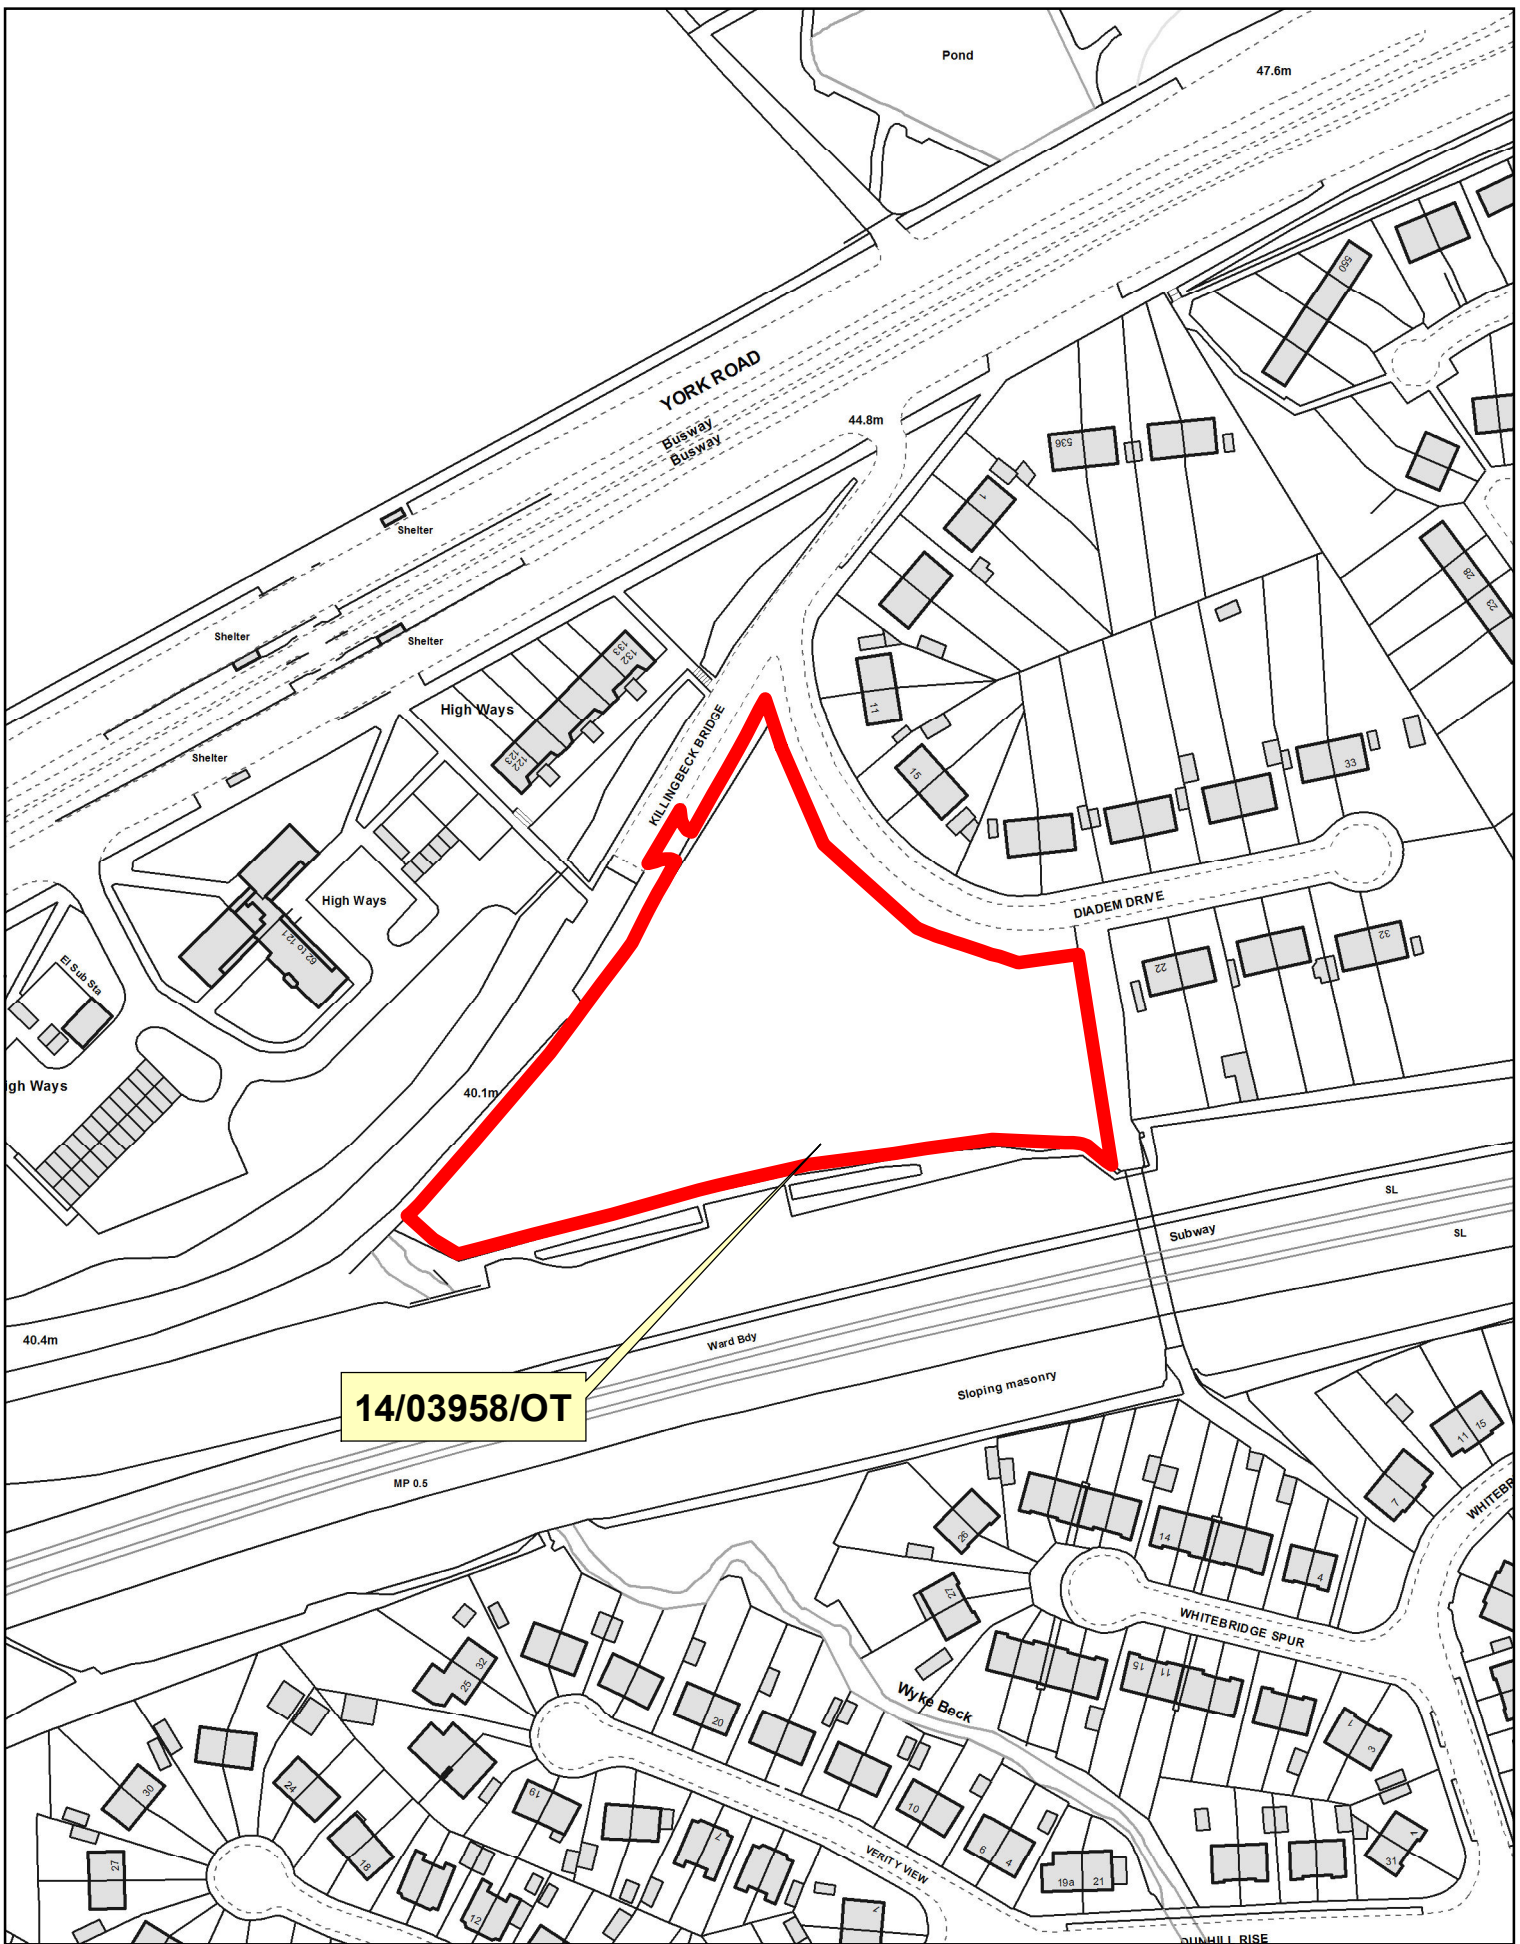 Pond
47.6m
550
YORK ROAD
Busway
Busway
44.8m
536
Shelter
1
28
23
Shelter
Shelter
133
132
High Ways
11
KILLINGBECK BRIDGE
Shelter
122
123
15
33
High Ways
DIADEM DRIVE
62 to 121
32
El Sub Sta
22
igh Ways
40.1m
SL
Subway
SL
40.4m
Ward Bdy
Sloping masonry
14/03958/OT
11
15
MP 0.5
7
WHITEBR
26
14
4
27
WHITEBRIDGE SPUR
32
25
15
11
Wyke Beck
20
1
3
30
24
19
10
18
7
6
4
VERITY VIEW
1
31
27
19a
21
12
7
DUNHILL RISE